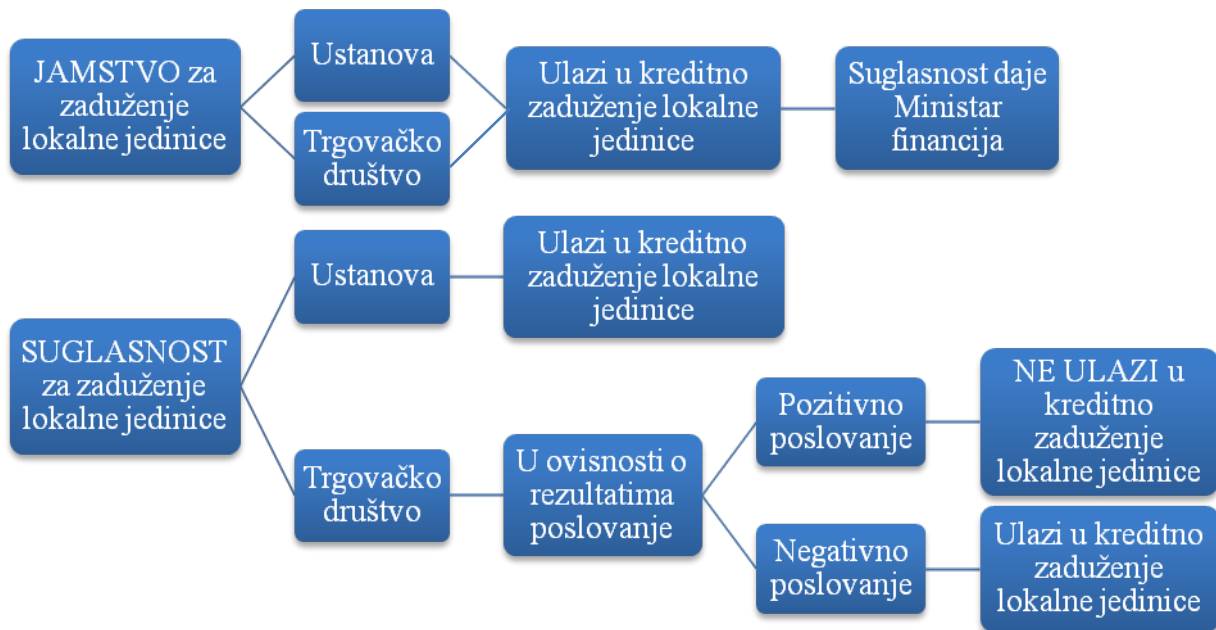 JAMSTVO za
zaduženje
lokalne jedinice
Ustanova
Trgovačko
društvo
Ulazi u kreditno
zaduženje lokalne
jedinice
Suglasnost daje
Ministar
financija
SUGLASNOST
za zaduženje
lokalne jedinice
Ustanova
Ulazi u kreditno
zaduženje lokalne
jedinice
Trgovačko
društvo
U ovisnosti o
rezultatima
poslovanje
Pozitivno
poslovanje
NE ULAZI u
kreditno
zaduženje
lokalne jedinice
Negativno
poslovanje
Ulazi u kreditno
zaduženje
lokalne jedinice